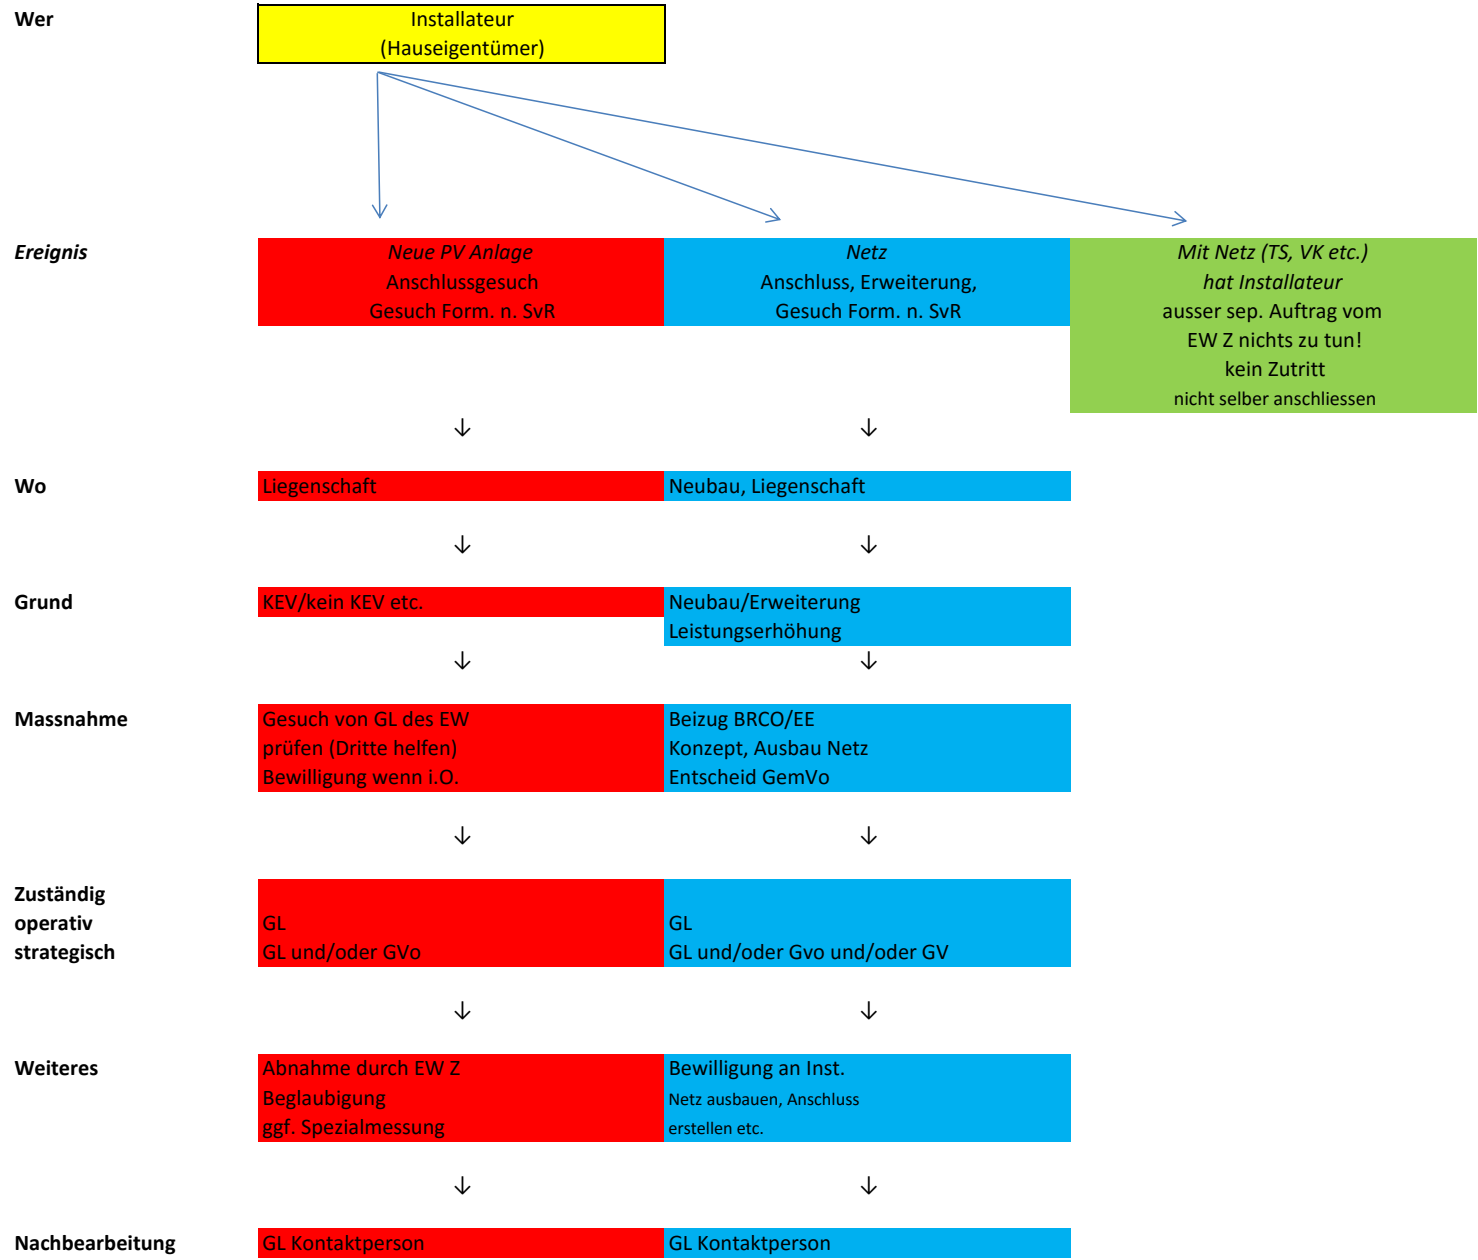 Wer
Installateur
(Hauseigentümer)
Ereignis
Neue PV Anlage
Anschlussgesuch
Gesuch Form. n. SvR
Netz
Anschluss, Erweiterung,
Gesuch Form. n. SvR
Mit Netz (TS, VK etc.)
hat Installateur
ausser sep. Auftrag vom
EW Z nichts zu tun!
kein Zutritt
nicht selber anschliessen
↓ ↓
Wo
Liegenschaft
Neubau, Liegenschaft
↓ ↓
Grund
KEV/kein KEV etc.
Neubau/Erweiterung
Leistungserhöhung
↓ ↓
Massnahme
Gesuch von GL des EW
prüfen (Dritte helfen)
Bewilligung wenn i.O.
Beizug BRCO/EE
Konzept, Ausbau Netz
Entscheid GemVo
↓ ↓
Zuständig
operativ
strategisch
GL
GL und/oder GVo
GL
GL und/oder Gvo und/oder GV
↓ ↓
Weiteres
Abnahme durch EW Z
Beglaubigung
ggf. Spezialmessung
Bewilligung an Inst.
Netz ausbauen, Anschluss
erstellen etc.
↓ ↓
Nachbearbeitung
GL Kontaktperson
GL Kontaktperson